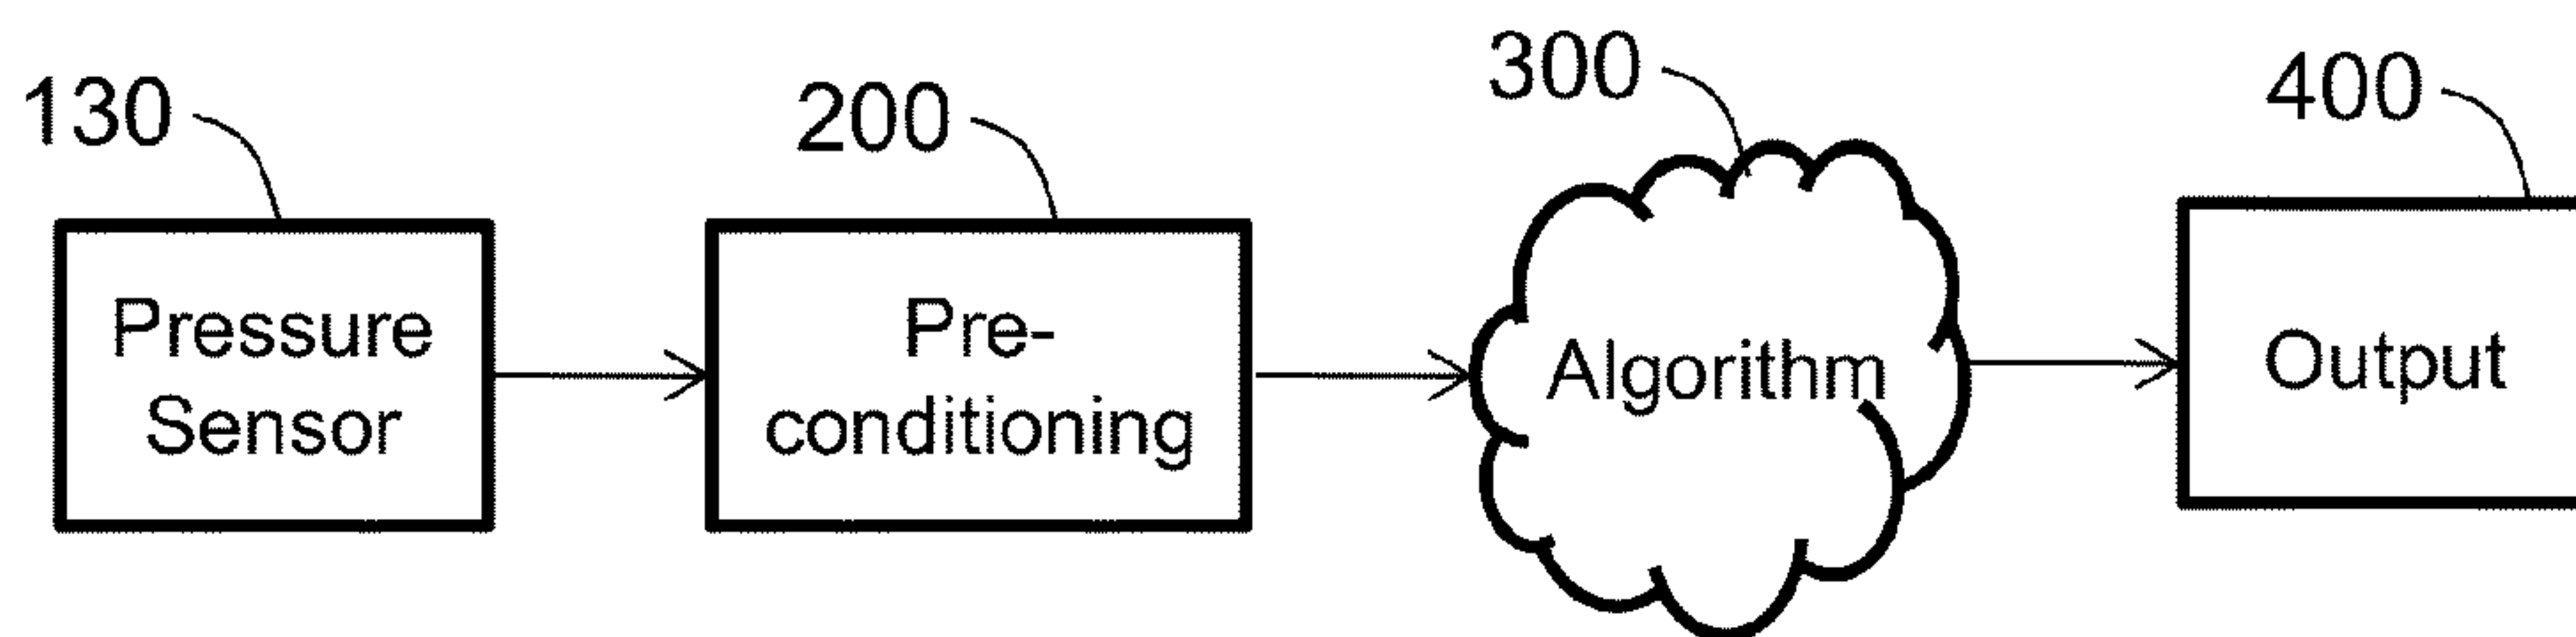 130
Pressure
Sensor
200
Pre-
conditioning
300
Algorithm
400
Output